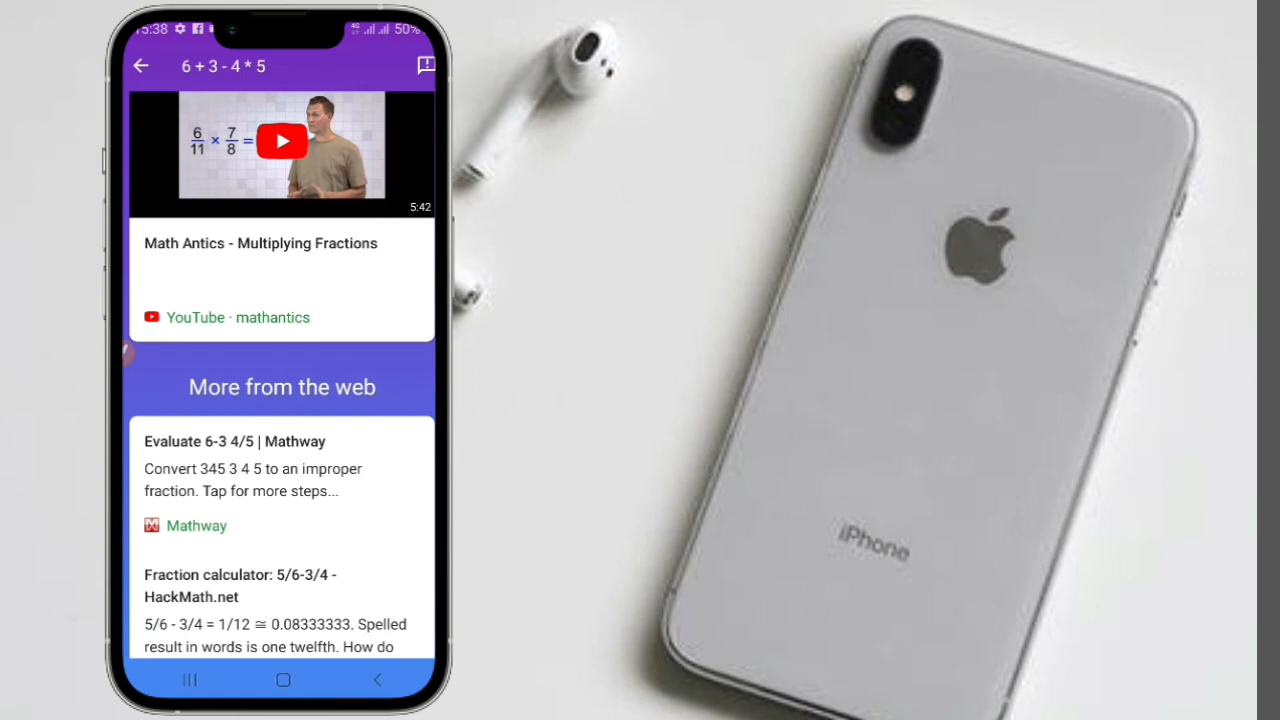 15:38
4G
50%
6 + 3 - 4 * 5
6/11 × 7/8 =
5:42
Math Antics - Multiplying Fractions
YouTube · mathantics
More from the web
Evaluate 6-3 4/5 | Mathway
Convert 345 3 4 5 to an improper
fraction. Tap for more steps...
Mathway
Fraction calculator: 5/6-3/4 -
HackMath.net
5/6 - 3/4 = 1/12 ≅ 0.08333333. Spelled
result in words is one twelfth. How do
iPhone